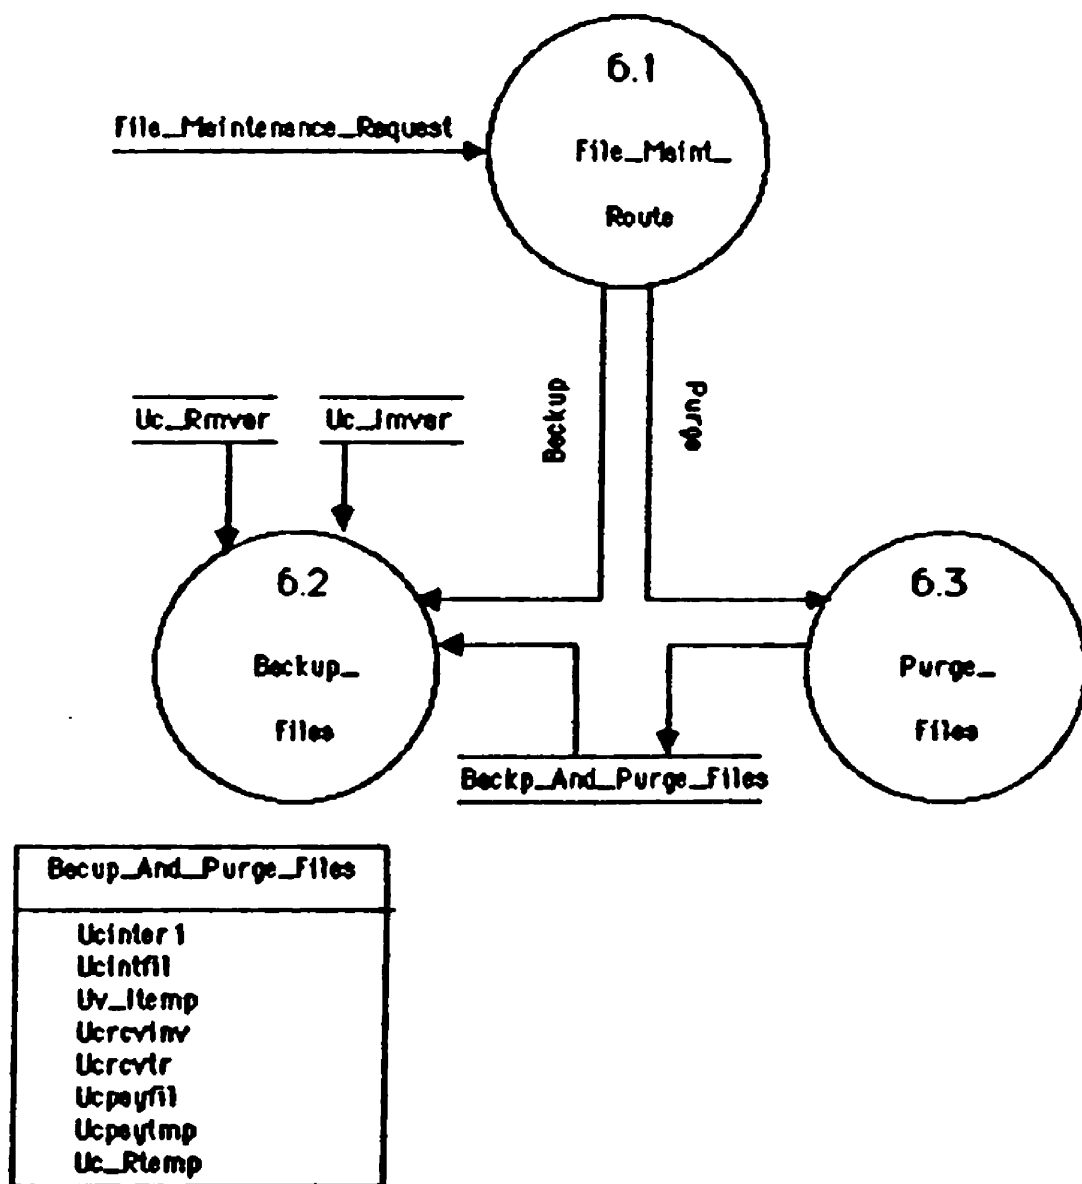 6.1
File_Maintenance_Request
File_Maint_
Route
Backup
Purge
Uc_Rmver
Uc_Imver
6.2
Backup_
Files
6.3
Purge_
Files
Backp_And_Purge_Files
Becup_And_Purge_Files
Ucinter1
Ucintfil
Uv_Itemp
Ucrcvinv
Ucrcvtr
Ucpayfil
Ucpaytmp
Uc_Rtemp